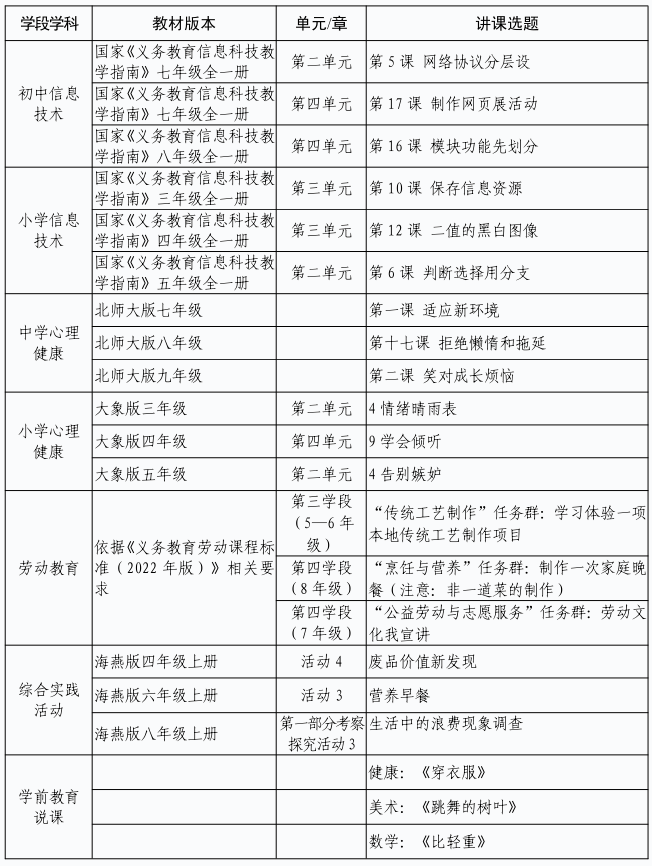 学段学科 教材版本 单元/章 讲课选题
初中信息
技术
国家《义务教育信息科技教
学指南》七年级全一册
第二单元
第 5 课 网络协议分层设
国家《义务教育信息科技教
学指南》七年级全一册
第四单元
第 17 课 制作网页展活动
国家《义务教育信息科技教
学指南》八年级全一册
第四单元
第 16 课 模块功能先划分
小学信息
技术
国家《义务教育信息科技教
学指南》三年级全一册
第三单元
第 10 课 保存信息资源
国家《义务教育信息科技教
学指南》四年级全一册
第三单元
第 12 课 二值的黑白图像
国家《义务教育信息科技教
学指南》五年级全一册
第二单元
第 6 课 判断选择用分支
中学心理
健康
北师大版七年级
第一课 适应新环境
北师大版八年级
第十七课 拒绝懒惰和拖延
北师大版九年级
第二课 笑对成长烦恼
小学心理
健康
大象版三年级
第二单元
4 情绪晴雨表
大象版四年级
第四单元
9 学会倾听
大象版五年级
第二单元
4 告别嫉妒
劳动教育
依据《义务教育劳动课程标
准（2022 年版）》相关要
求
第三学段
（5—6 年
级）
“传统工艺制作”任务群：学习体验一项
本地传统工艺制作项目
第四学段
（8 年级）
“烹饪与营养”任务群：制作一次家庭晚
餐（注意：非一道菜的制作）
第四学段
（7 年级）
“公益劳动与志愿服务”任务群：劳动文
化我宣讲
综合实践
活动
海燕版四年级上册
活动 4
废品价值新发现
海燕版六年级上册
活动 3
营养早餐
海燕版八年级上册
第一部分考察
探究活动 3
生活中的浪费现象调查
学前教育
说课
健康：《穿衣服》
美术：《跳舞的树叶》
数学：《比轻重》